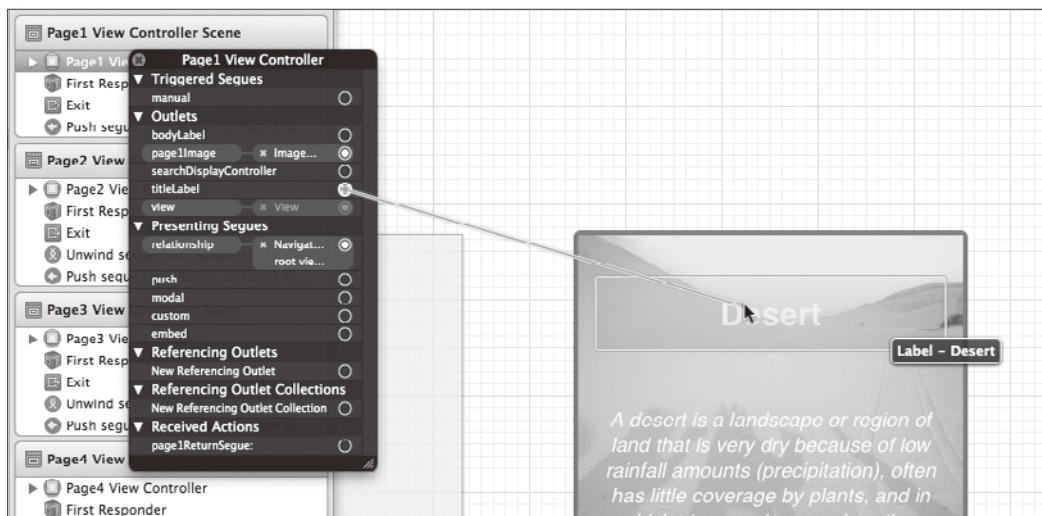 Page1 View Controller Scene
Page1 Vie
First Resp
Exit
Push segu
Page2 View
Page2 Vie
First Resp
Exit
Unwind se
Push segu
Page3 View
Page3 Vie
First Resp
Exit
Unwind se
Push segu
Page4 View
Page4 View Controller
First Responder
Page1 View Controller
Triggered Segues
manual
Outlets
bodyLabel
page1Image × Image...
searchDisplayController
titleLabel
view × View
Presenting Segues
relationship × Navigat...
root vie...
push
modal
custom
embed
Referencing Outlets
New Referencing Outlet
Referencing Outlet Collections
New Referencing Outlet Collection
Received Actions
page1ReturnSegue:
Desert
Label – Desert
A desert is a landscape or region of
land that is very dry because of low
rainfall amounts (precipitation), often
has little coverage by plants, and in